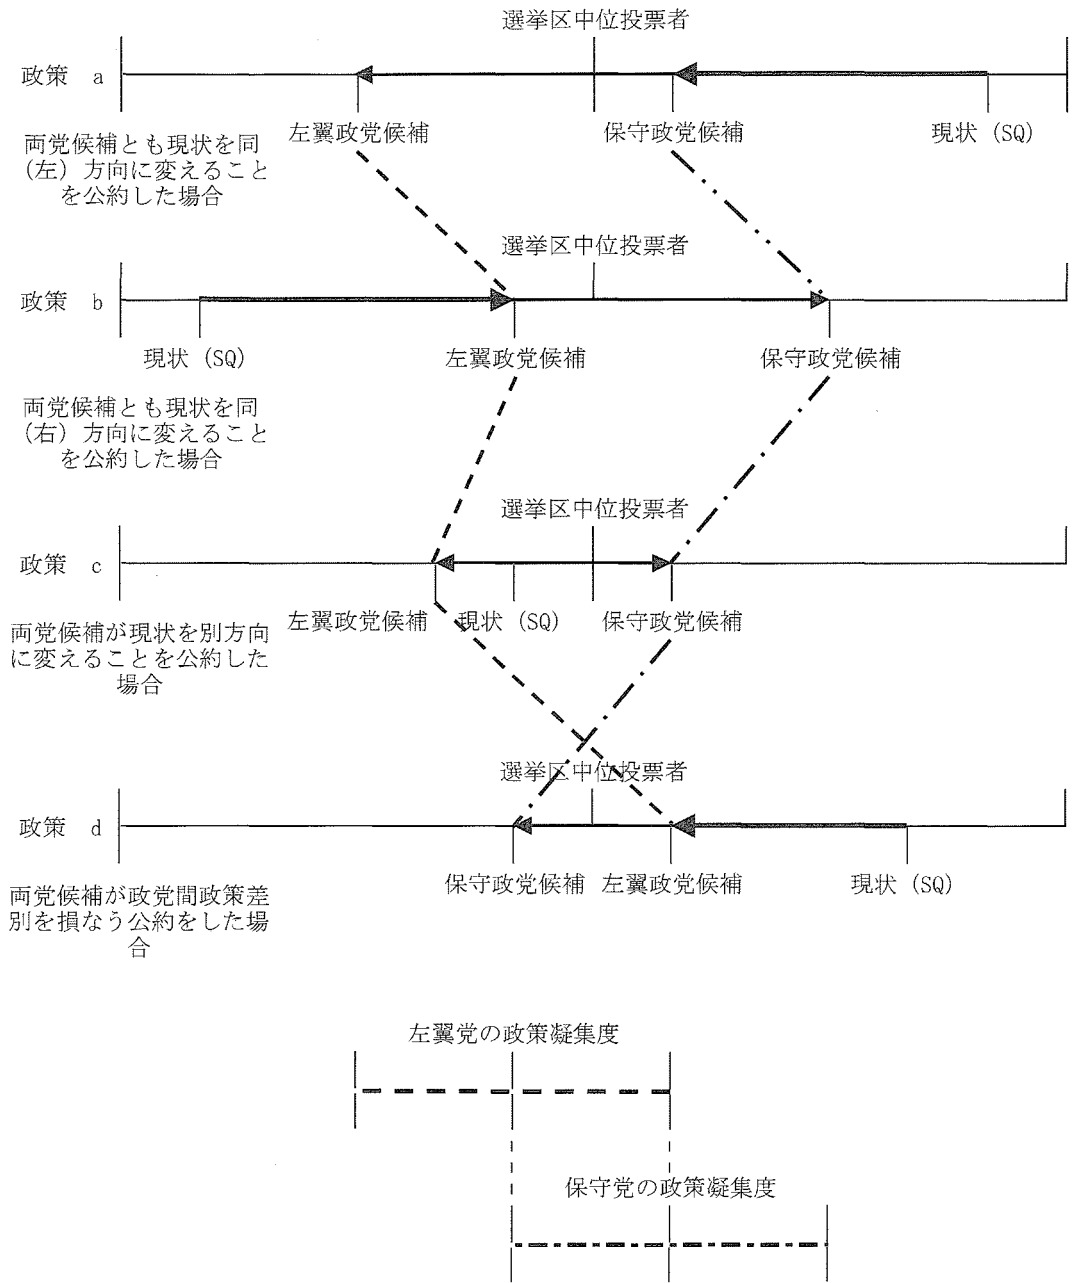 選挙区中位投票者
政策 a
左翼政党候補 保守政党候補 現状 (SQ)
両党候補とも現状を同
(左) 方向に変えること
を公約した場合
選挙区中位投票者
政策 b
現状 (SQ) 左翼政党候補 保守政党候補
両党候補とも現状を同
(右) 方向に変えること
を公約した場合
選挙区中位投票者
政策 c
左翼政党候補 現状 (SQ) 保守政党候補
両党候補が現状を別方向
に変えることを公約した
場合
選挙区中位投票者
政策 d
保守政党候補 左翼政党候補 現状 (SQ)
両党候補が政党間政策差
別を損なう公約をした場
合
左翼党の政策凝集度
保守党の政策凝集度